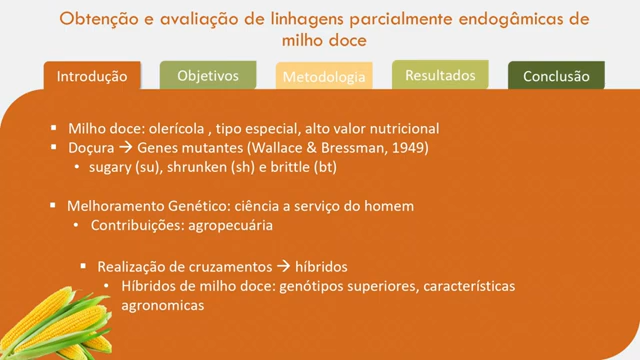 Obtenção e avaliação de linhagens parcialmente endogâmicas de
milho doce
Introdução
Objetivos
Metodologia
Resultados
Conclusão
▪ Milho doce: olerícola , tipo especial, alto valor nutricional
▪ Doçura → Genes mutantes (Wallace & Bressman, 1949)
• sugary (su), shrunken (sh) e brittle (bt)
▪ Melhoramento Genético: ciência a serviço do homem
• Contribuições: agropecuária
▪ Realização de cruzamentos → híbridos
• Híbridos de milho doce: genótipos superiores, características
agronomicas